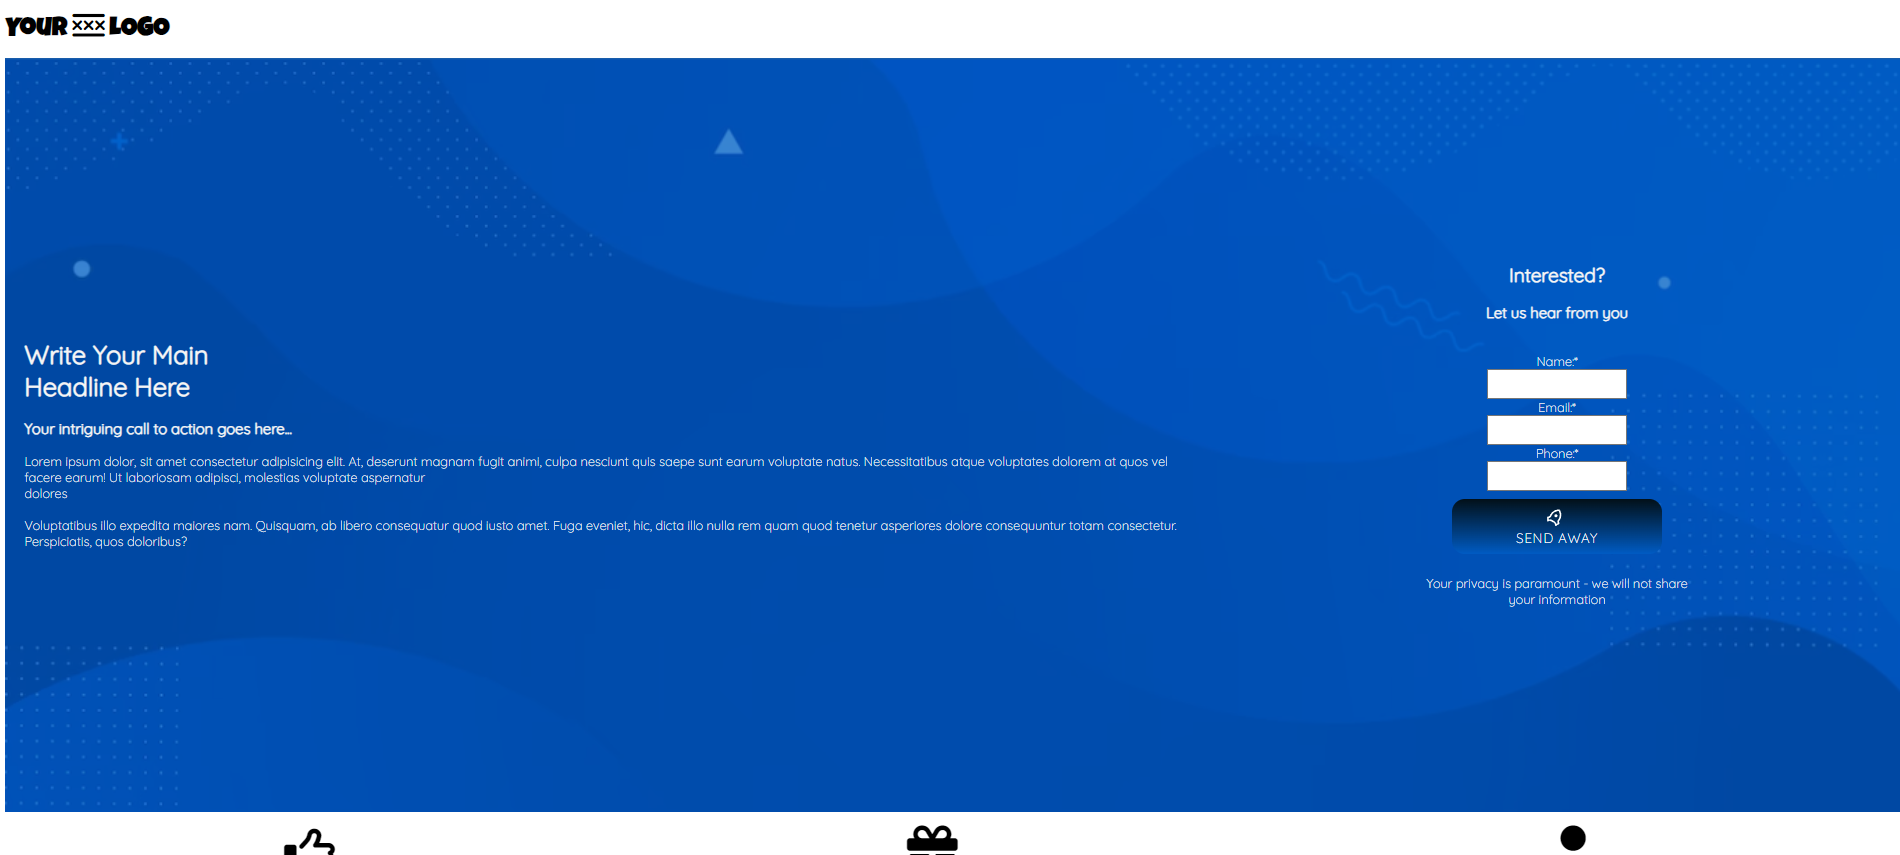 YOUR XXX LOGO
Write Your Main
Headline Here
Your intriguing call to action goes here...
Lorem ipsum dolor, sit amet consectetur adipisicing elit. At, deserunt magnam fugit animi, culpa nesciunt quis saepe sunt earum voluptate natus. Necessitatibus atque voluptates dolorem at quos vel
facere earum! Ut laboriosam adipisci, molestias voluptate aspernatur
dolores
Voluptatibus illo expedita maiores nam. Quisquam, ab libero consequatur quod iusto amet. Fuga eveniet, hic, dicta illo nulla rem quam quod tenetur asperiores dolore consequuntur totam consectetur.
Perspiciatis, quos doloribus?
Interested?
Let us hear from you
Name:*
Email:*
Phone:*
SEND AWAY
Your privacy is paramount - we will not share
your information